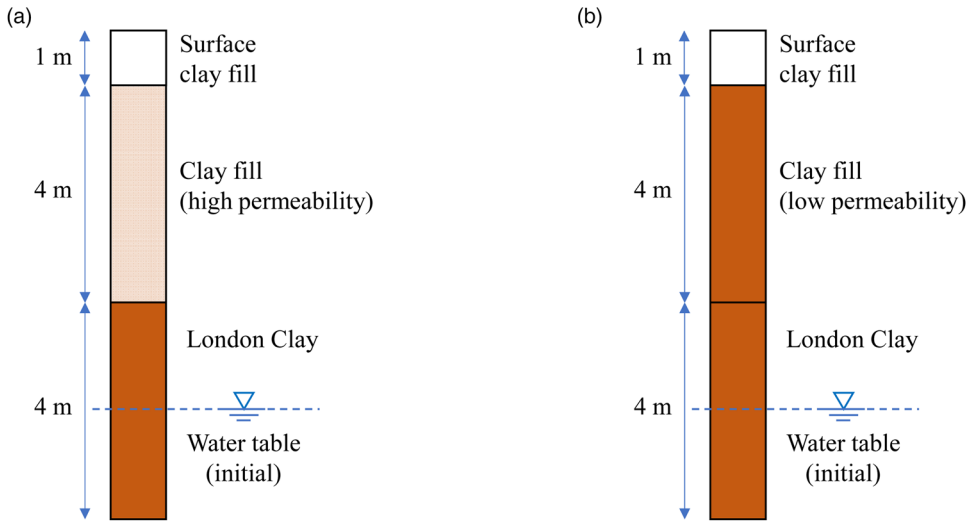 (a)
1 m
Surface
clay fill
4 m
Clay fill
(high permeability)
London Clay
4 m
Water table
(initial)
(b)
1 m
Surface
clay fill
4 m
Clay fill
(low permeability)
London Clay
4 m
Water table
(initial)